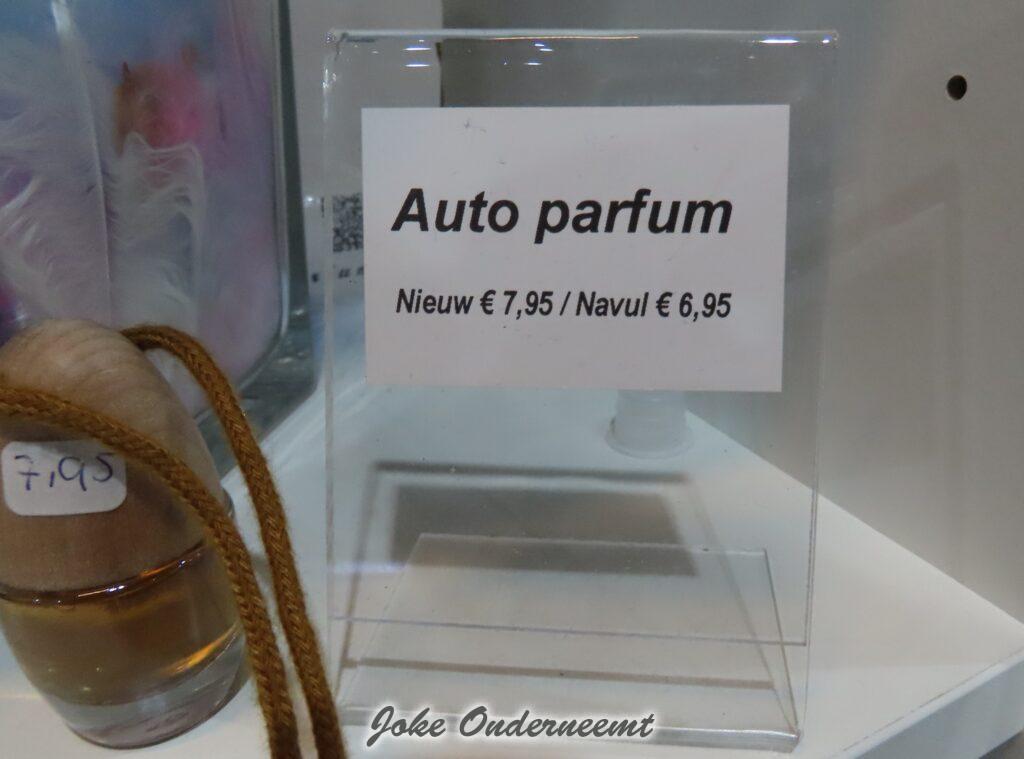 Auto parfum
Nieuw € 7,95 / Navul € 6,95
7,95
Joke Onderneemt